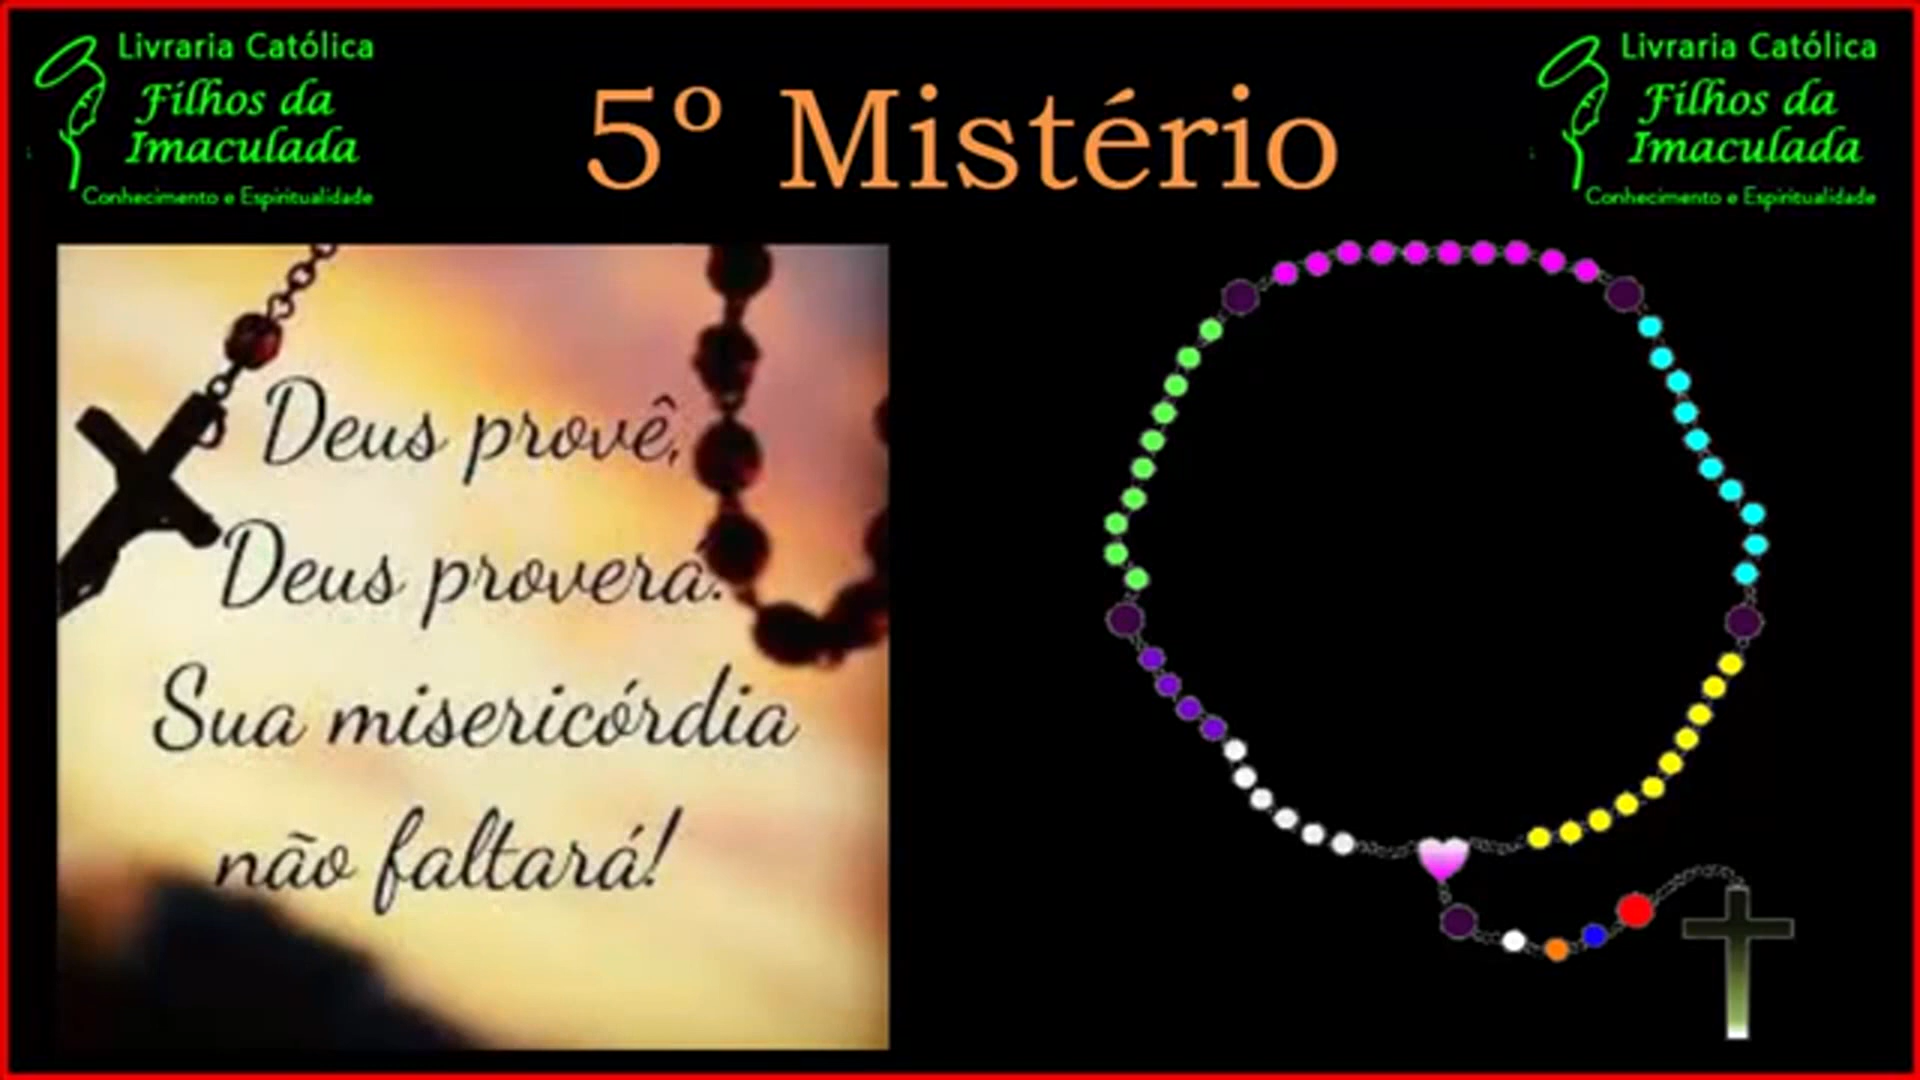 Livraria Católica
Filhos da
Imaculada
Conhecimento e Espiritualidade
5º Mistério
Livraria Católica
Filhos da
Imaculada
Conhecimento e Espiritualidade
Deus provê,
Deus proverá.
Sua misericórdia
não faltará!